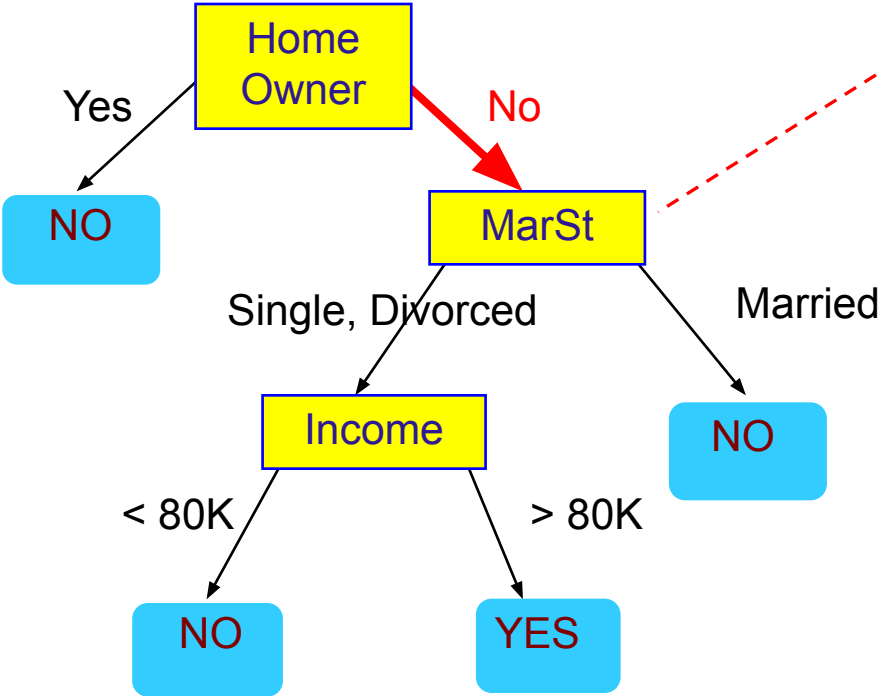 Home
Owner
Yes
No
NO
MarSt
Single, Divorced
Married
Income
NO
< 80K
> 80K
NO
YES